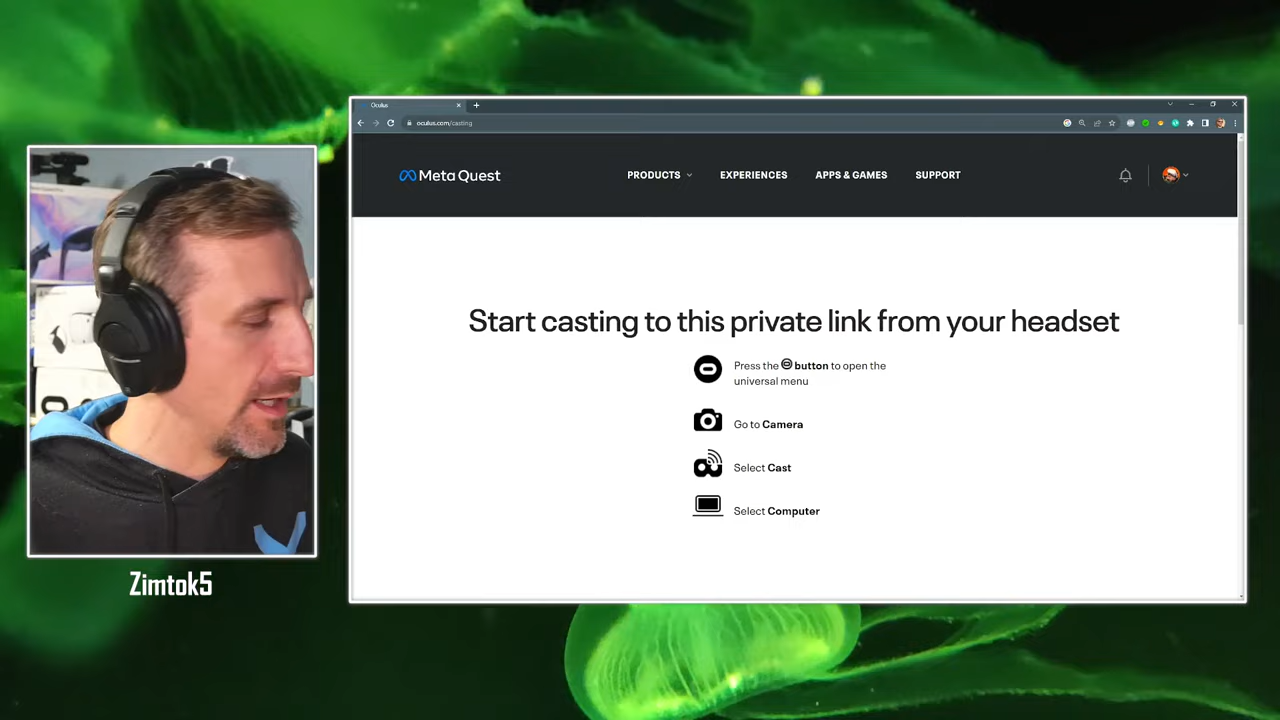 Oculus
oculus.com/casting
Meta Quest
PRODUCTS
EXPERIENCES
APPS & GAMES
SUPPORT
Start casting to this private link from your headset
Press the button to open the
universal menu
Go to Camera
Select Cast
Select Computer
Zimtok5